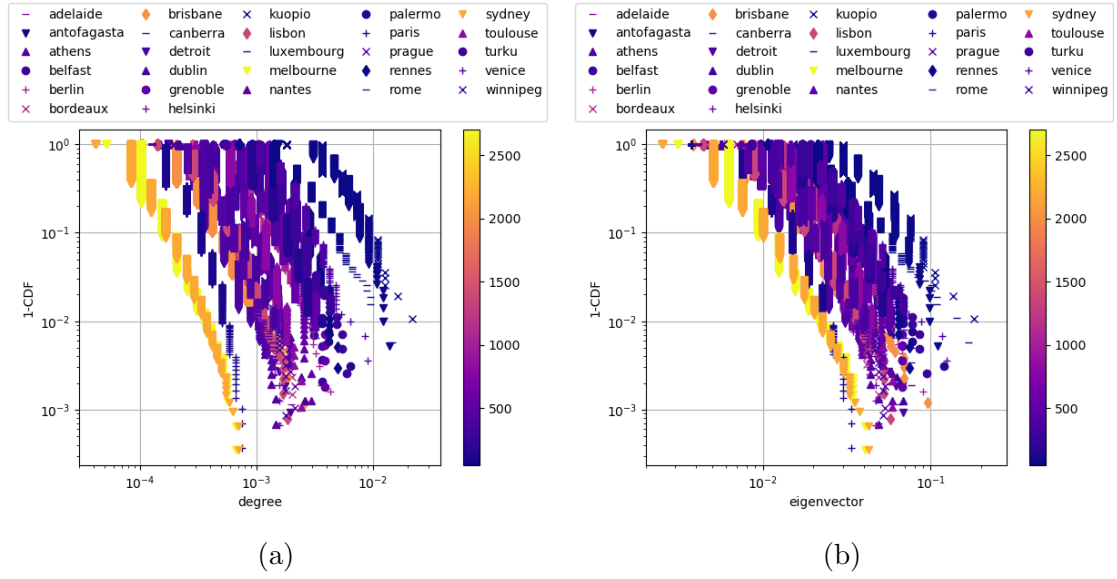 adelaide brisbane kuopio palermo sydney
antofagasta canberra lisbon paris toulouse
athens detroit luxembourg prague turku
belfast dublin melbourne rennes venice
berlin grenoble nantes rome winnipeg
bordeaux helsinki
10⁰
10⁻¹
10⁻²
10⁻³
1-CDF
10⁻⁴ 10⁻³ 10⁻²
degree
2500
2000
1500
1000
500
(a)
adelaide brisbane kuopio palermo sydney
antofagasta canberra lisbon paris toulouse
athens detroit luxembourg prague turku
belfast dublin melbourne rennes venice
berlin grenoble nantes rome winnipeg
bordeaux helsinki
10⁰
10⁻¹
10⁻²
10⁻³
1-CDF
10⁻² 10⁻¹
eigenvector
2500
2000
1500
1000
500
(b)